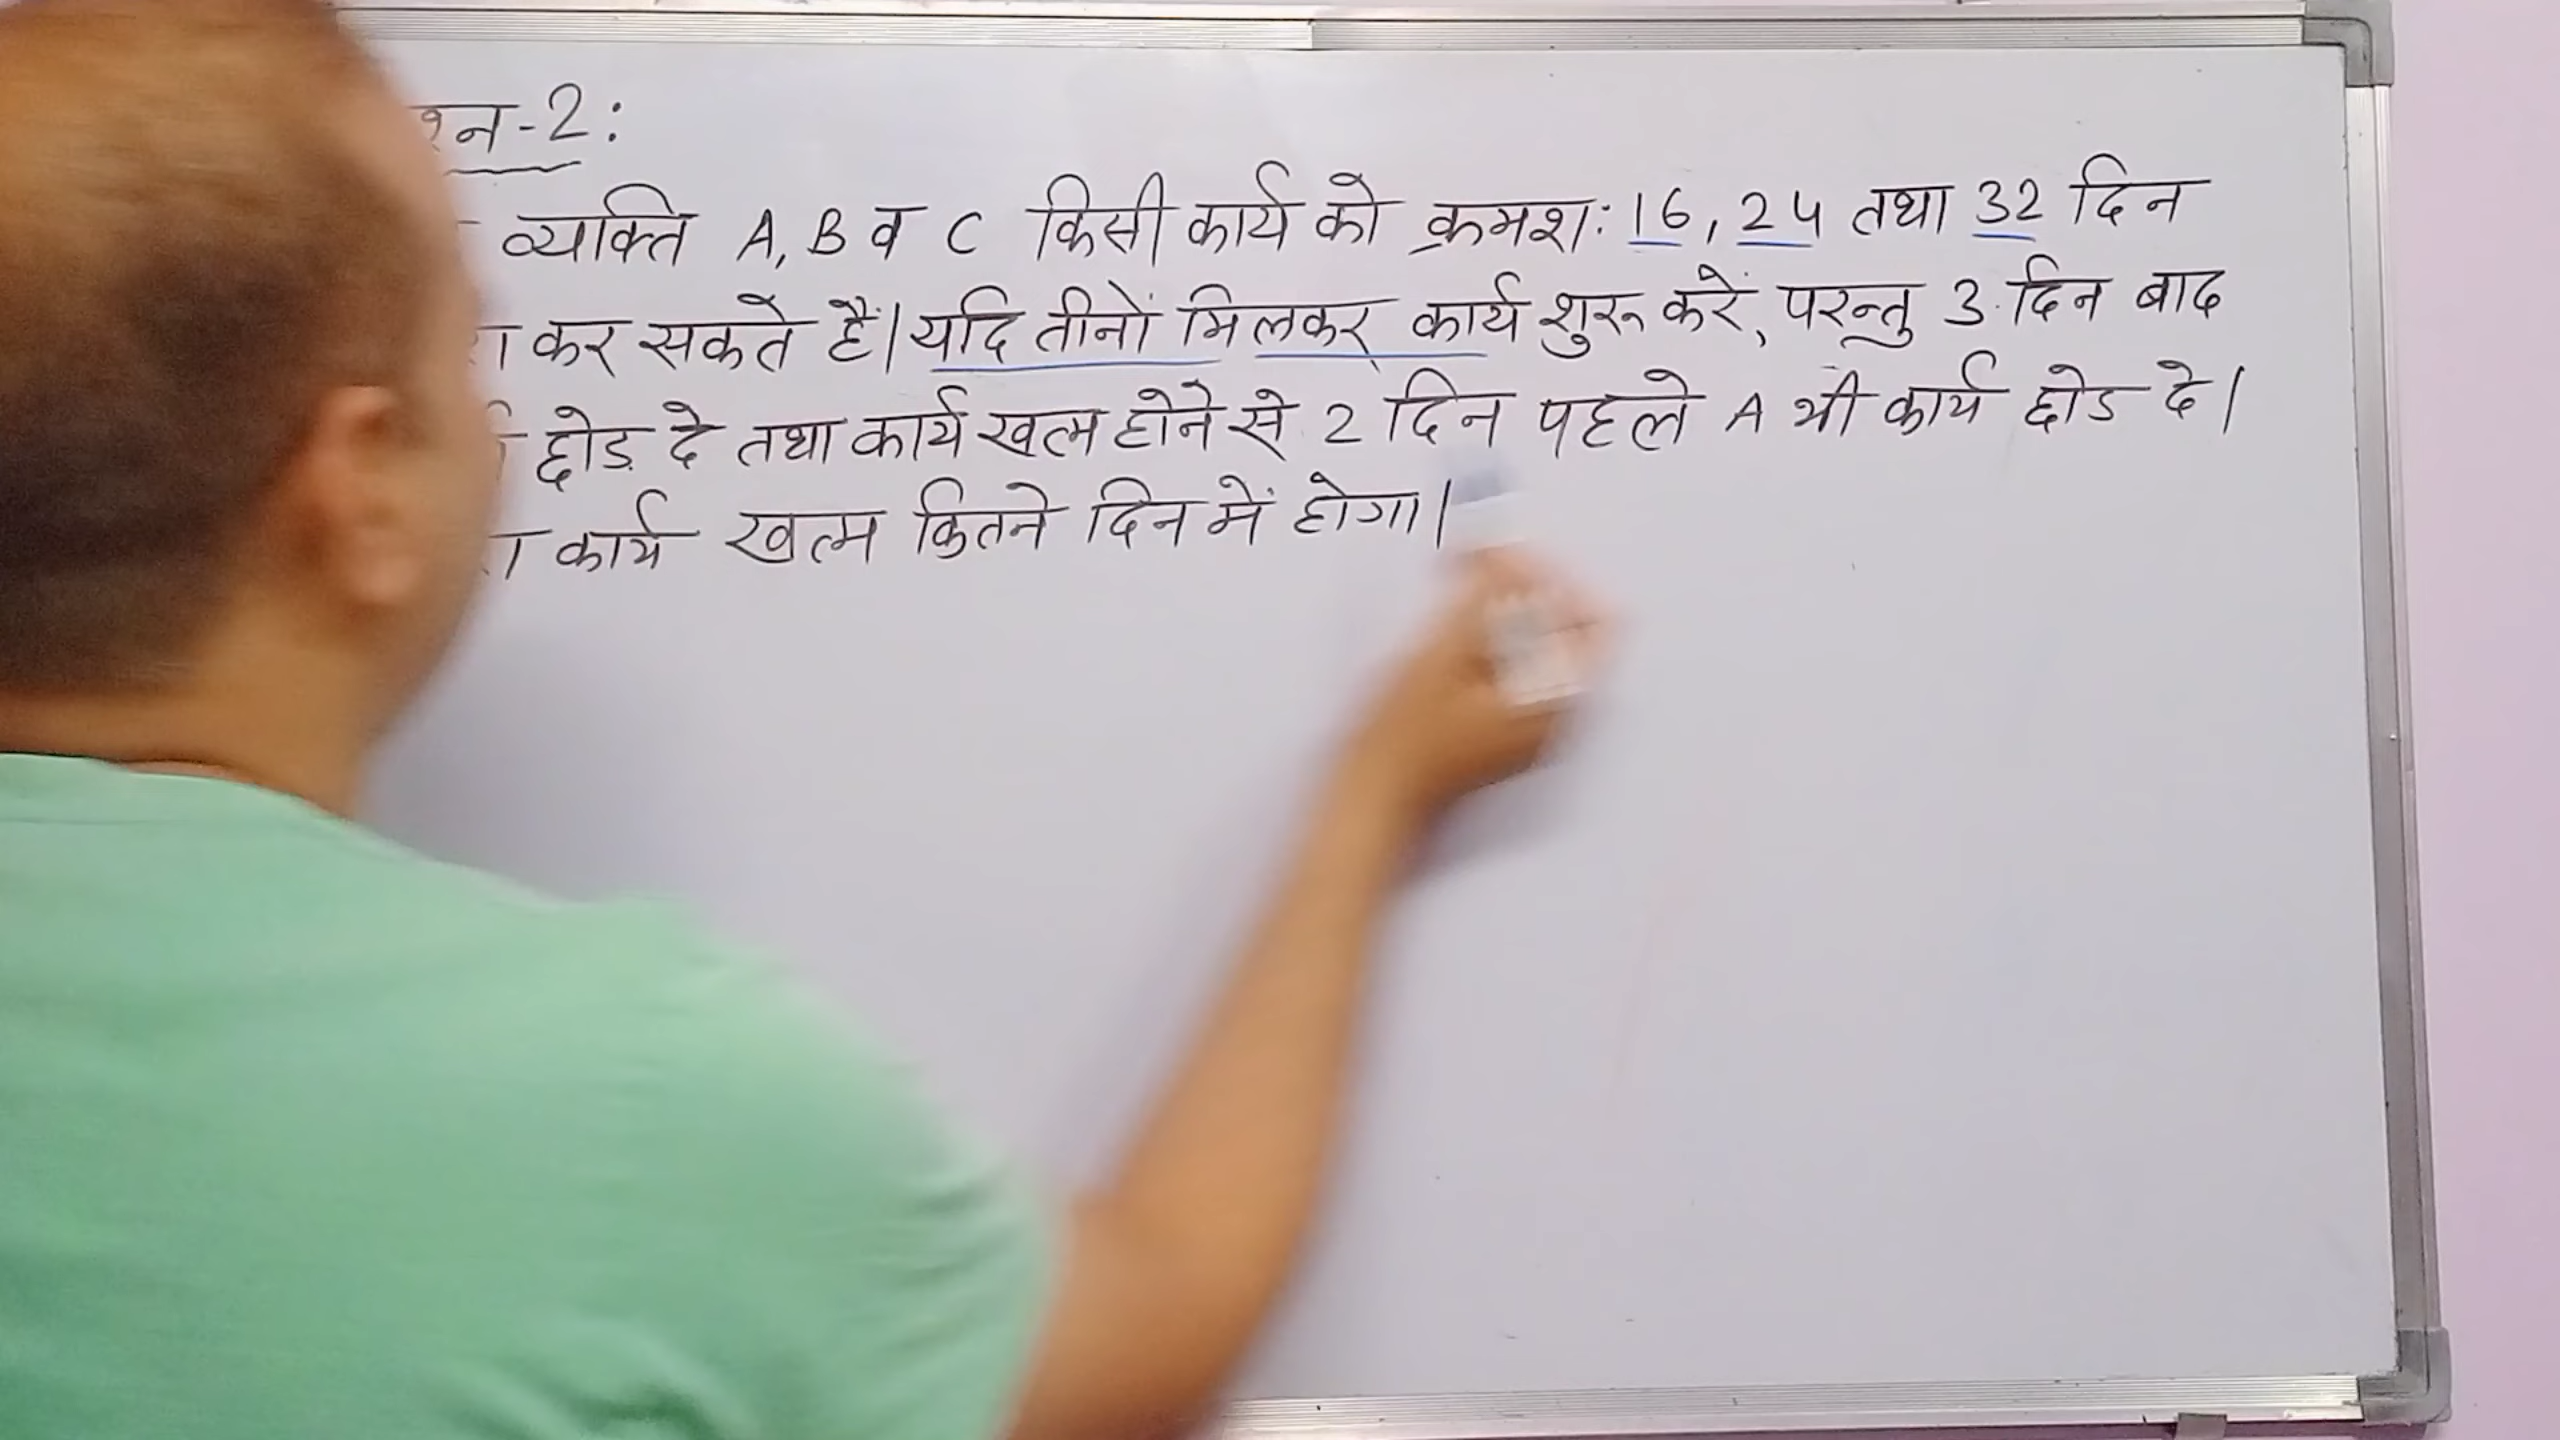 न-2:
व्यक्ति A, B व C किसी कार्य को क्रमश: 16, 24 तथा 32 दिन
कर सकते हैं। यदि तीनों मिलकर कार्य शुरू करें, परन्तु 3 दिन बाद
छोड़ दे तथा कार्य खत्म होने से 2 दिन पहले A भी कार्य छोड दे।
कार्य खत्म कितने दिन में होगा।